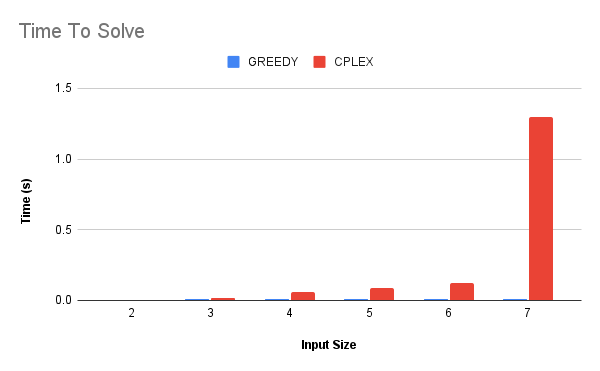 Time To Solve
GREEDY CPLEX
1.5
1.0
0.5
0.0
Time (s)
2 3 4 5 6 7
Input Size